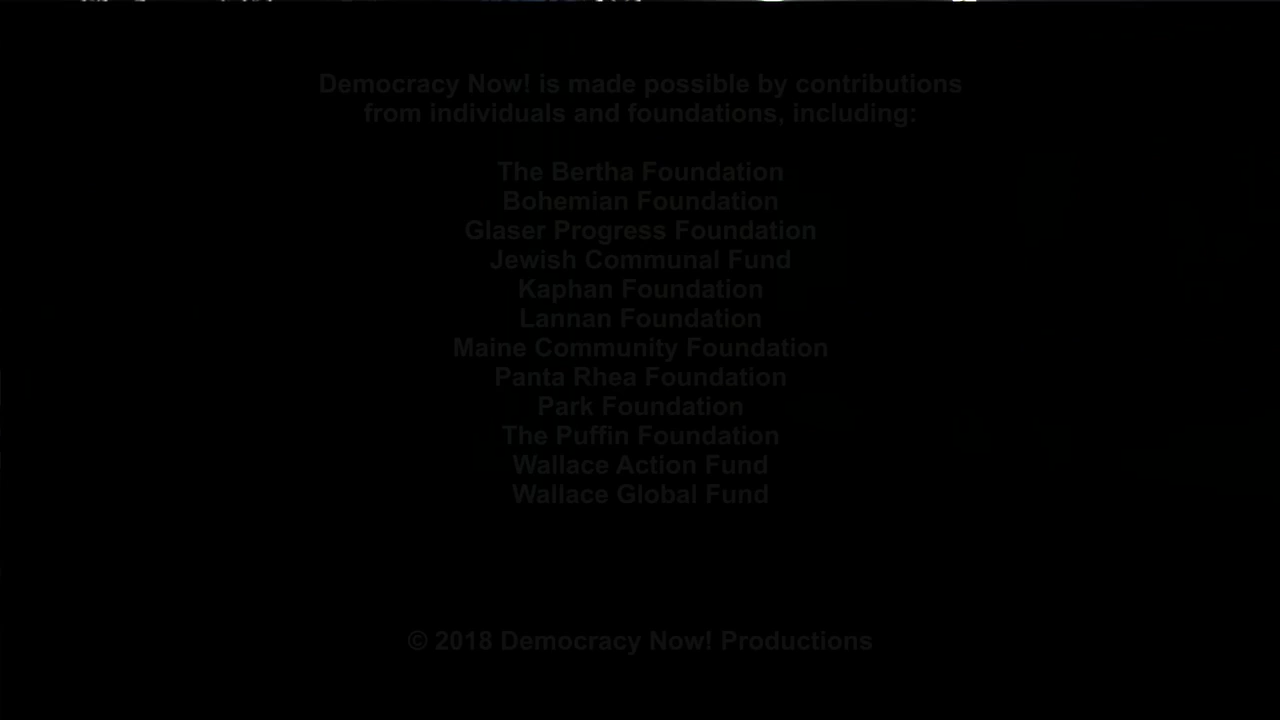 Democracy Now! is made possible by contributions
from individuals and foundations, including:
The Bertha Foundation
Bohemian Foundation
Glaser Progress Foundation
Jewish Communal Fund
Kaphan Foundation
Lannan Foundation
Maine Community Foundation
Panta Rhea Foundation
Park Foundation
The Puffin Foundation
Wallace Action Fund
Wallace Global Fund
© 2018 Democracy Now! Productions